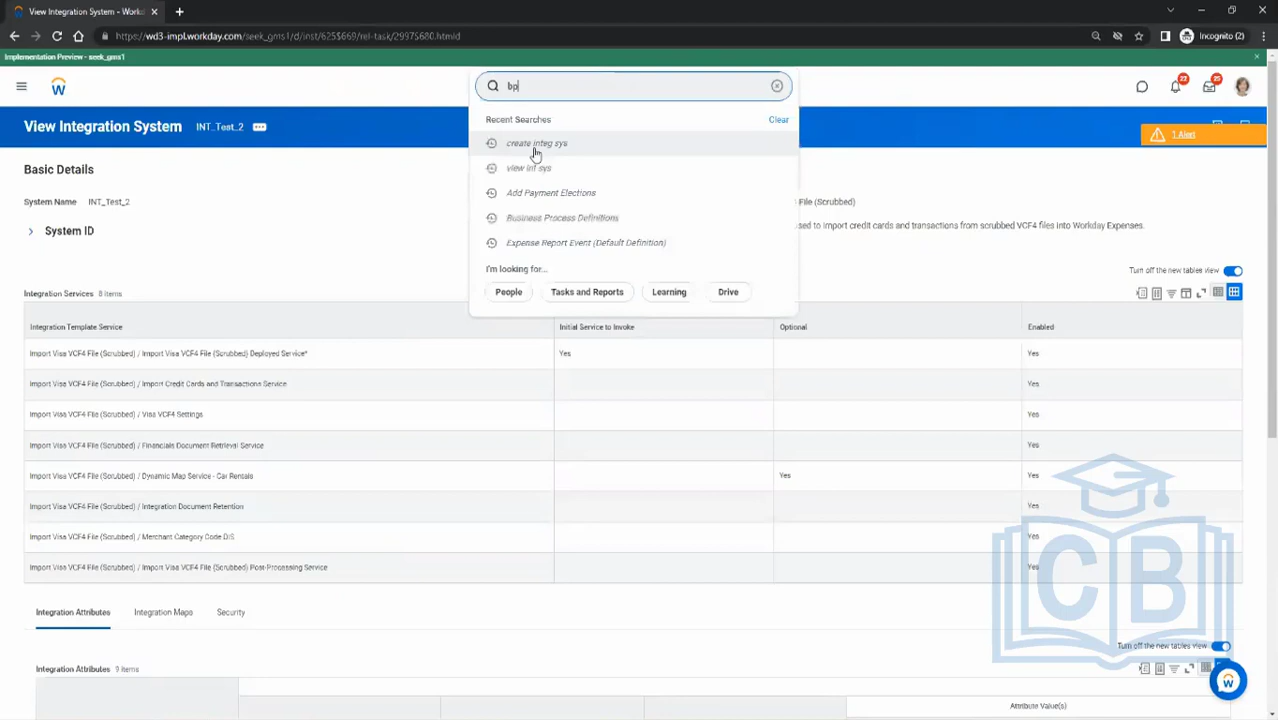 View Integration System - Workd
https://wd3-impl.workday.com/seek_gms1/d/inst/625$669/rel-task/2997$680.htmld
Incognito (2)
Implementation Preview - seek_gms1
bp
22
25
View Integration System INT_Test_2
1 Alert
Recent Searches Clear
create integ sys
view int sys
Add Payment Elections
Business Process Definitions
Expense Report Event (Default Definition)
I'm looking for...
People Tasks and Reports Learning Drive
Basic Details
System Name INT_Test_2
File (Scrubbed)
System ID
sed to import credit cards and transactions from scrubbed VCF4 files into Workday Expenses.
Turn off the new tables view
Integration Services 8 items
Integration Template Service Initial Service to Invoke Optional Enabled
Import Visa VCF4 File (Scrubbed) / Import Visa VCF4 File (Scrubbed) Deployed Service* Yes Yes
Import Visa VCF4 File (Scrubbed) / Import Credit Cards and Transactions Service Yes
Import Visa VCF4 File (Scrubbed) / Visa VCF4 Settings Yes
Import Visa VCF4 File (Scrubbed) / Financials Document Retrieval Service Yes
Import Visa VCF4 File (Scrubbed) / Dynamic Map Service - Car Rentals Yes Yes
Import Visa VCF4 File (Scrubbed) / Integration Document Retention Yes
Import Visa VCF4 File (Scrubbed) / Merchant Category Code DIS Yes
Import Visa VCF4 File (Scrubbed) / Import Visa VCF4 File (Scrubbed) Post-Processing Service Yes
CB
Integration Attributes Integration Maps Security
Turn off the new tables view
Integration Attributes 9 items
Attribute Value(s)